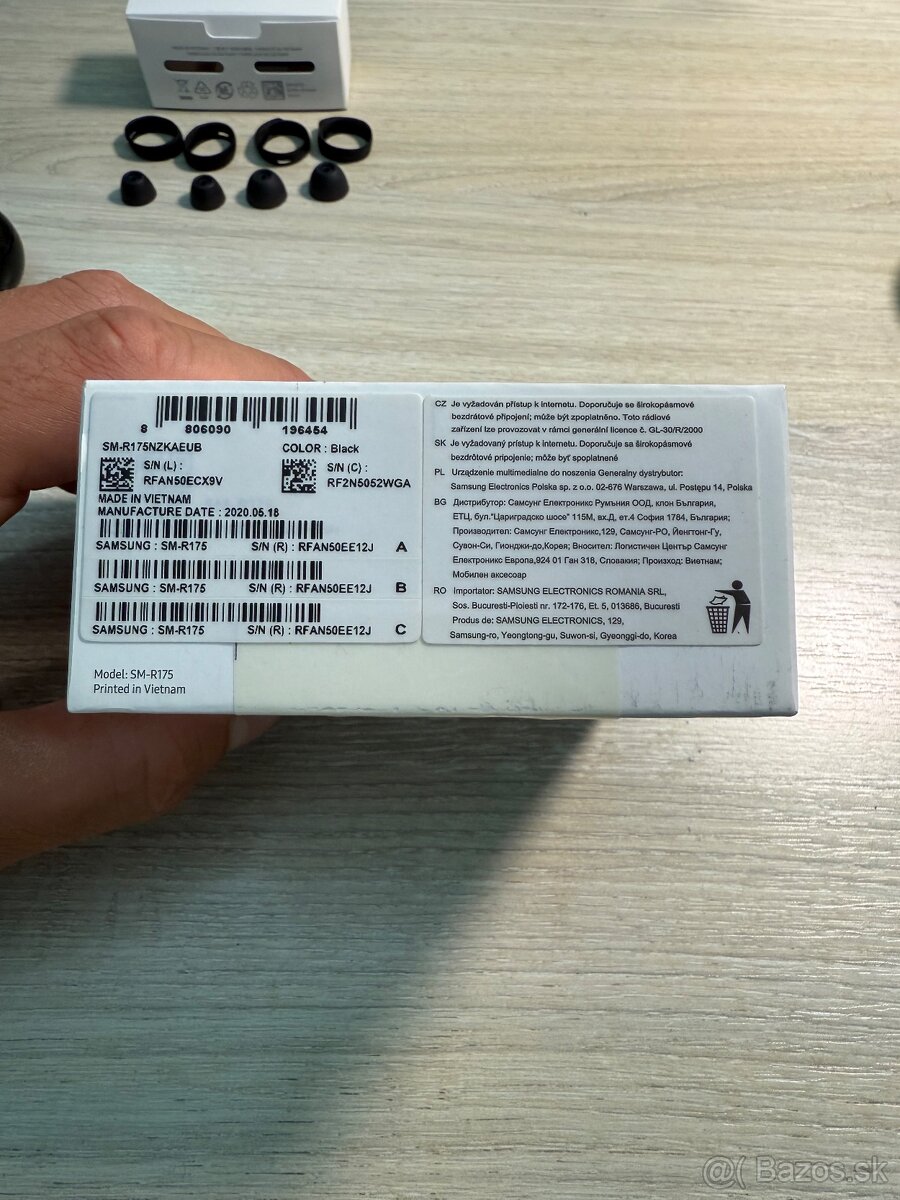 8 806090 196454
SM-R175NZKAEUB COLOR : Black
S/N (L) :
RFAN50ECX9V
S/N (C) :
RF2N5052WGA
MADE IN VIETNAM
MANUFACTURE DATE : 2020.05.18
SAMSUNG : SM-R175 S/N (R) : RFAN50EE12J A
SAMSUNG : SM-R175 S/N (R) : RFAN50EE12J B
SAMSUNG : SM-R175 S/N (R) : RFAN50EE12J C
Model: SM-R175
Printed in Vietnam
CZ Je vyžadován přístup k internetu. Doporučuje se širokopásmové
bezdrátové připojení; může být zpoplatněno. Toto rádiové
zařízení lze provozovat v rámci generální licence č. GL-30/R/2000
SK Je vyžadovaný prístup k internetu. Doporučuje se širokopásmové
bezdrôtové pripojenie; môže byť spoplatnené
PL Urządzenie multimedialne do noszenia Generalny dystrybutor:
Samsung Electronics Polska sp. z o.o. 02-676 Warszawa, ul. Postępu 14, Polska
BG Дистрибутор: Самсунг Електроникс Румъния ООД, клон България,
ЕТЦ, бул."Цариградско шосе" 115М, вх.Д, ет.4 София 1784, България;
Производител: Самсунг Електроникс,129, Самсунг-РО, Йенгтонг-Гу,
Сувон-Си, Гионджи-до,Корея; Вносител: Логистичен Център Самсунг
Електроникс Европа,924 01 Ган 318, Словакия; Произход: Виетнам;
Мобилен аксесоар
RO Importator: SAMSUNG ELECTRONICS ROMANIA SRL,
Sos. Bucuresti-Ploiesti nr. 172-176, Et. 5, 013686, Bucuresti
Produs de: SAMSUNG ELECTRONICS, 129,
Samsung-ro, Yeongtong-gu, Suwon-si, Gyeonggi-do, Korea
@( Bazos.sk